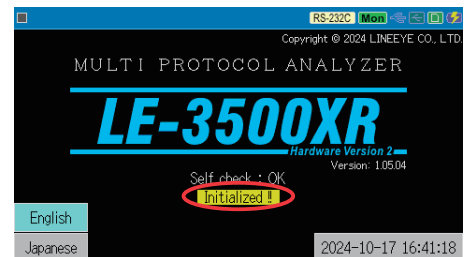 RS-232C Mon
Copyright © 2024 LINEEYE CO., LTD.
MULTI PROTOCOL ANALYZER
LE-3500XR
Hardware Version 2
Version: 1.05.04
Self check : OK
Initialized !
English
Japanese
2024-10-17 16:41:18